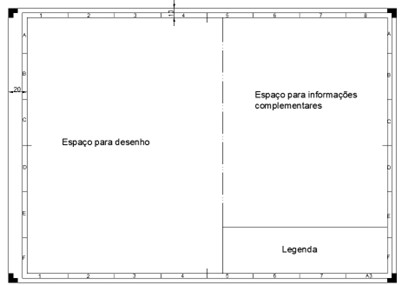 1 2 3 4 5 6 7 8
A A
B B
Espaço para informações
complementares
20
C C
Espaço para desenho
D D
E E
Legenda
F F
1 2 3 4 5 6 7 A3